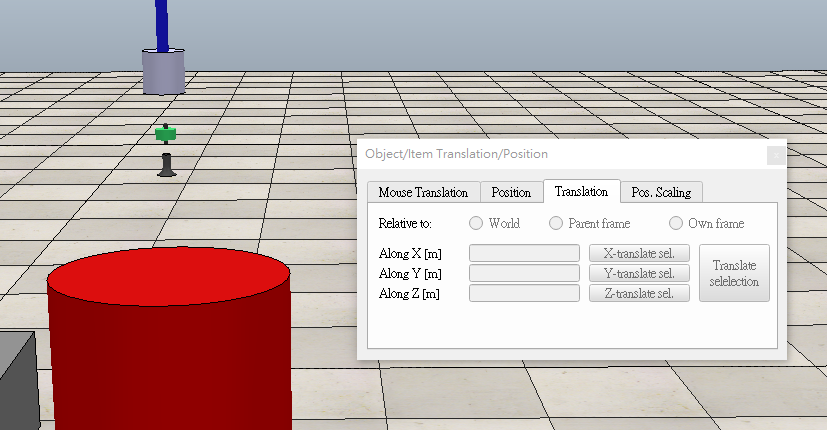 Object/Item Translation/Position
x
Mouse Translation Position Translation Pos. Scaling
Relative to: World Parent frame Own frame
Along X [m] X-translate sel.
Along Y [m] Y-translate sel.
Along Z [m] Z-translate sel.
Translate
selelection